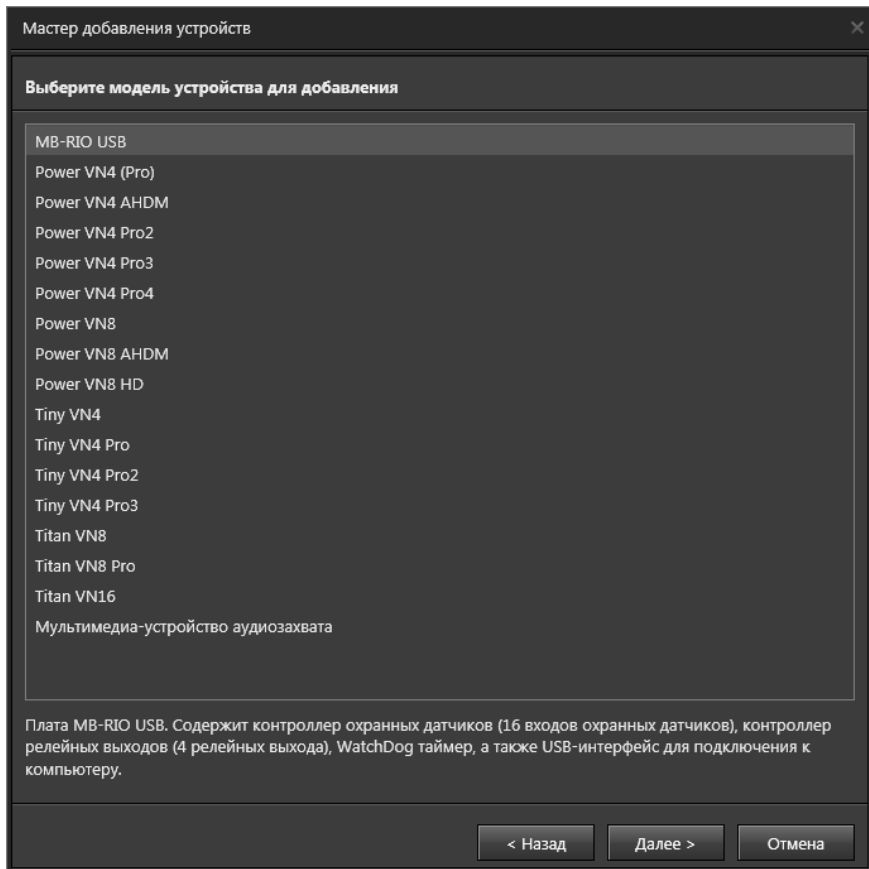 Мастер добавления устройств
Выберите модель устройства для добавления
MB-RIO USB
Power VN4 (Pro)
Power VN4 AHDM
Power VN4 Pro2
Power VN4 Pro3
Power VN4 Pro4
Power VN8
Power VN8 AHDM
Power VN8 HD
Tiny VN4
Tiny VN4 Pro
Tiny VN4 Pro2
Tiny VN4 Pro3
Titan VN8
Titan VN8 Pro
Titan VN16
Мультимедиа-устройство аудиозахвата
Плата MB-RIO USB. Содержит контроллер охранных датчиков (16 входов охранных датчиков), контроллер
релейных выходов (4 релейных выхода), WatchDog таймер, а также USB-интерфейс для подключения к
компьютеру.
< Назад
Далее >
Отмена